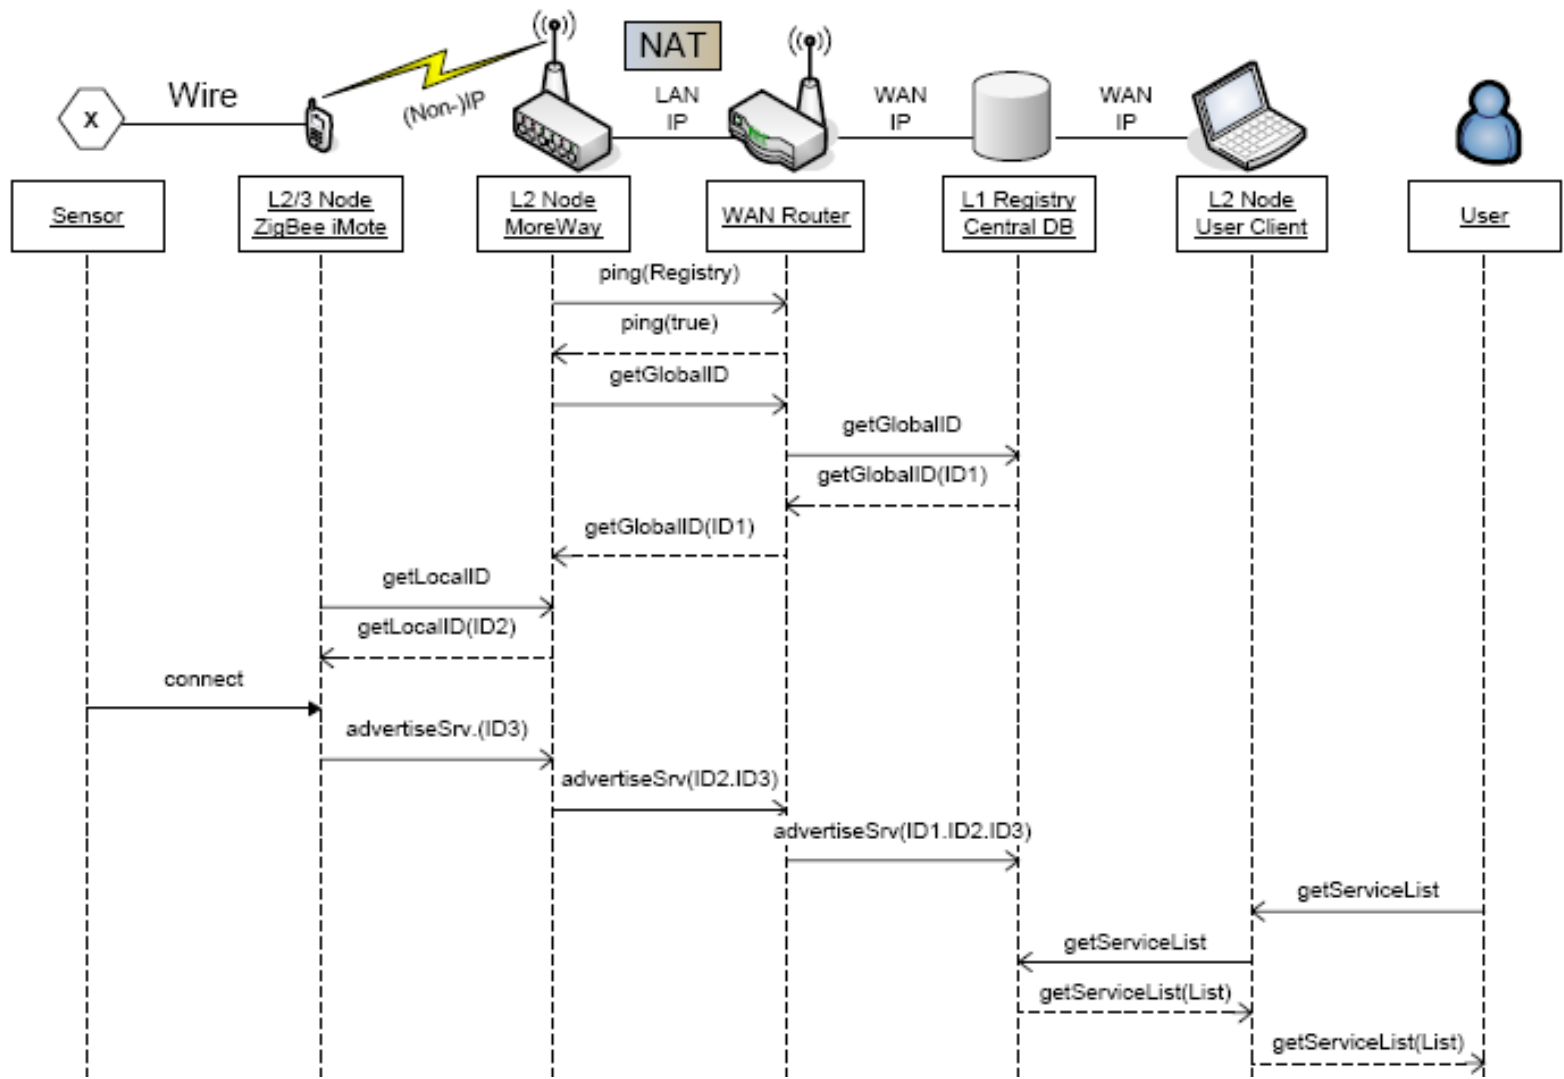 NAT
Wire
(Non-)IP
LAN
IP
WAN
IP
WAN
IP
X
Sensor
L2/3 Node
ZigBee iMote
L2 Node
MoreWay
WAN Router
L1 Registry
Central DB
L2 Node
User Client
User
ping(Registry)
ping(true)
getGlobalID
getGlobalID
getGlobalID(ID1)
getGlobalID(ID1)
getLocalID
getLocalID(ID2)
connect
advertiseSrv.(ID3)
advertiseSrv(ID2.ID3)
advertiseSrv(ID1.ID2.ID3)
getServiceList
getServiceList
getServiceList(List)
getServiceList(List)